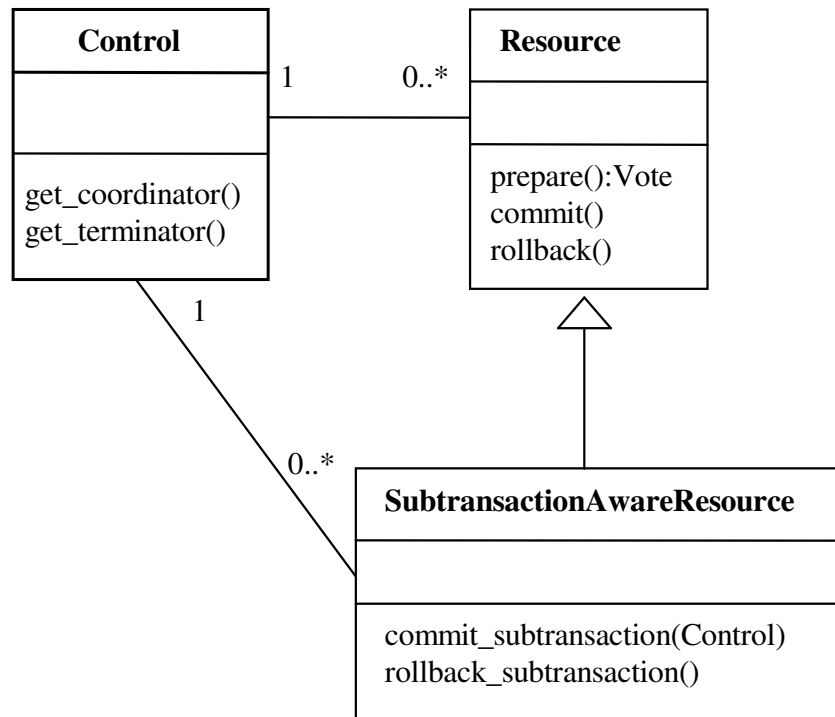 Control
get_coordinator()
get_terminator()
1
0..*
Resource
prepare():Vote
commit()
rollback()
1
0..*
SubtransactionAwareResource
commit_subtransaction(Control)
rollback_subtransaction()